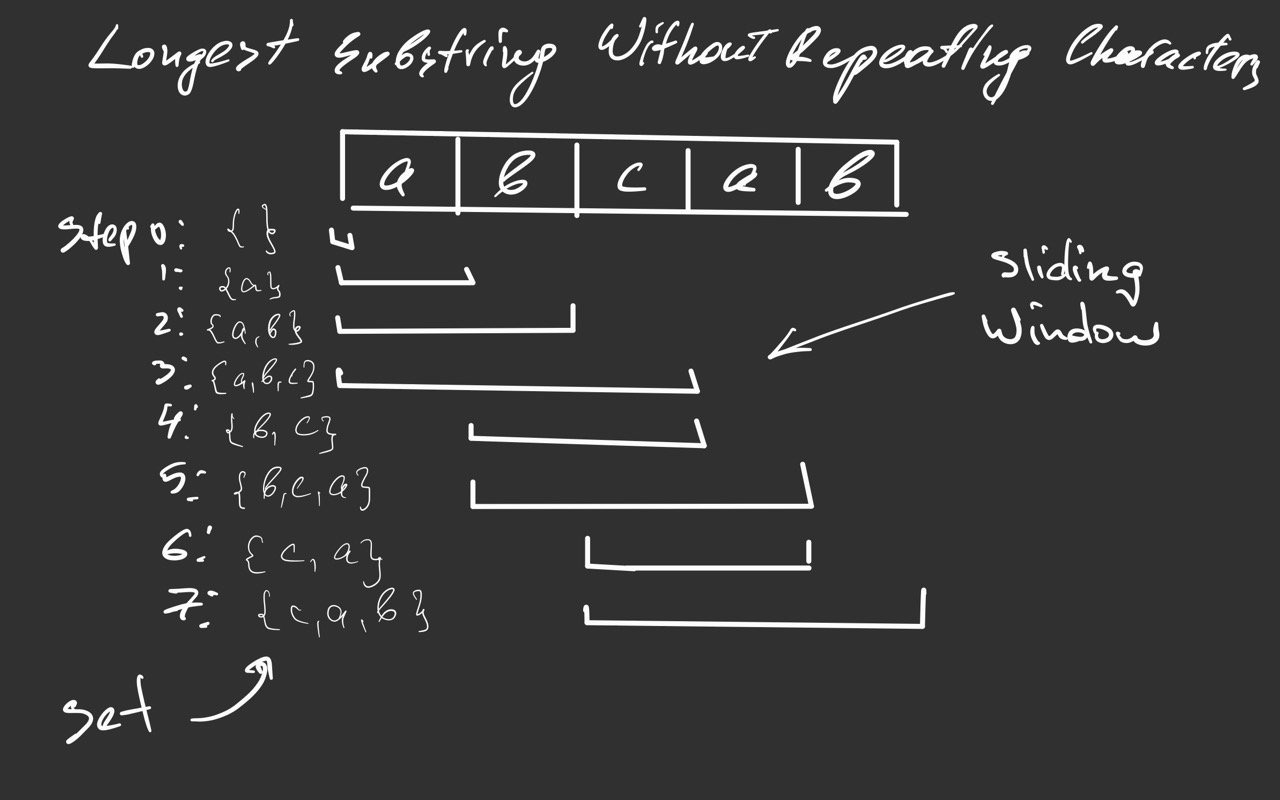 Longest Substring Without Repeating Characters
a b c a b
Step 0: { }
1: {a}
2: {a,b}
3: {a,b,c}
4: {b, c}
5: {b,c,a}
6: {c, a}
7: {c,a,b}
Sliding
Window
Set